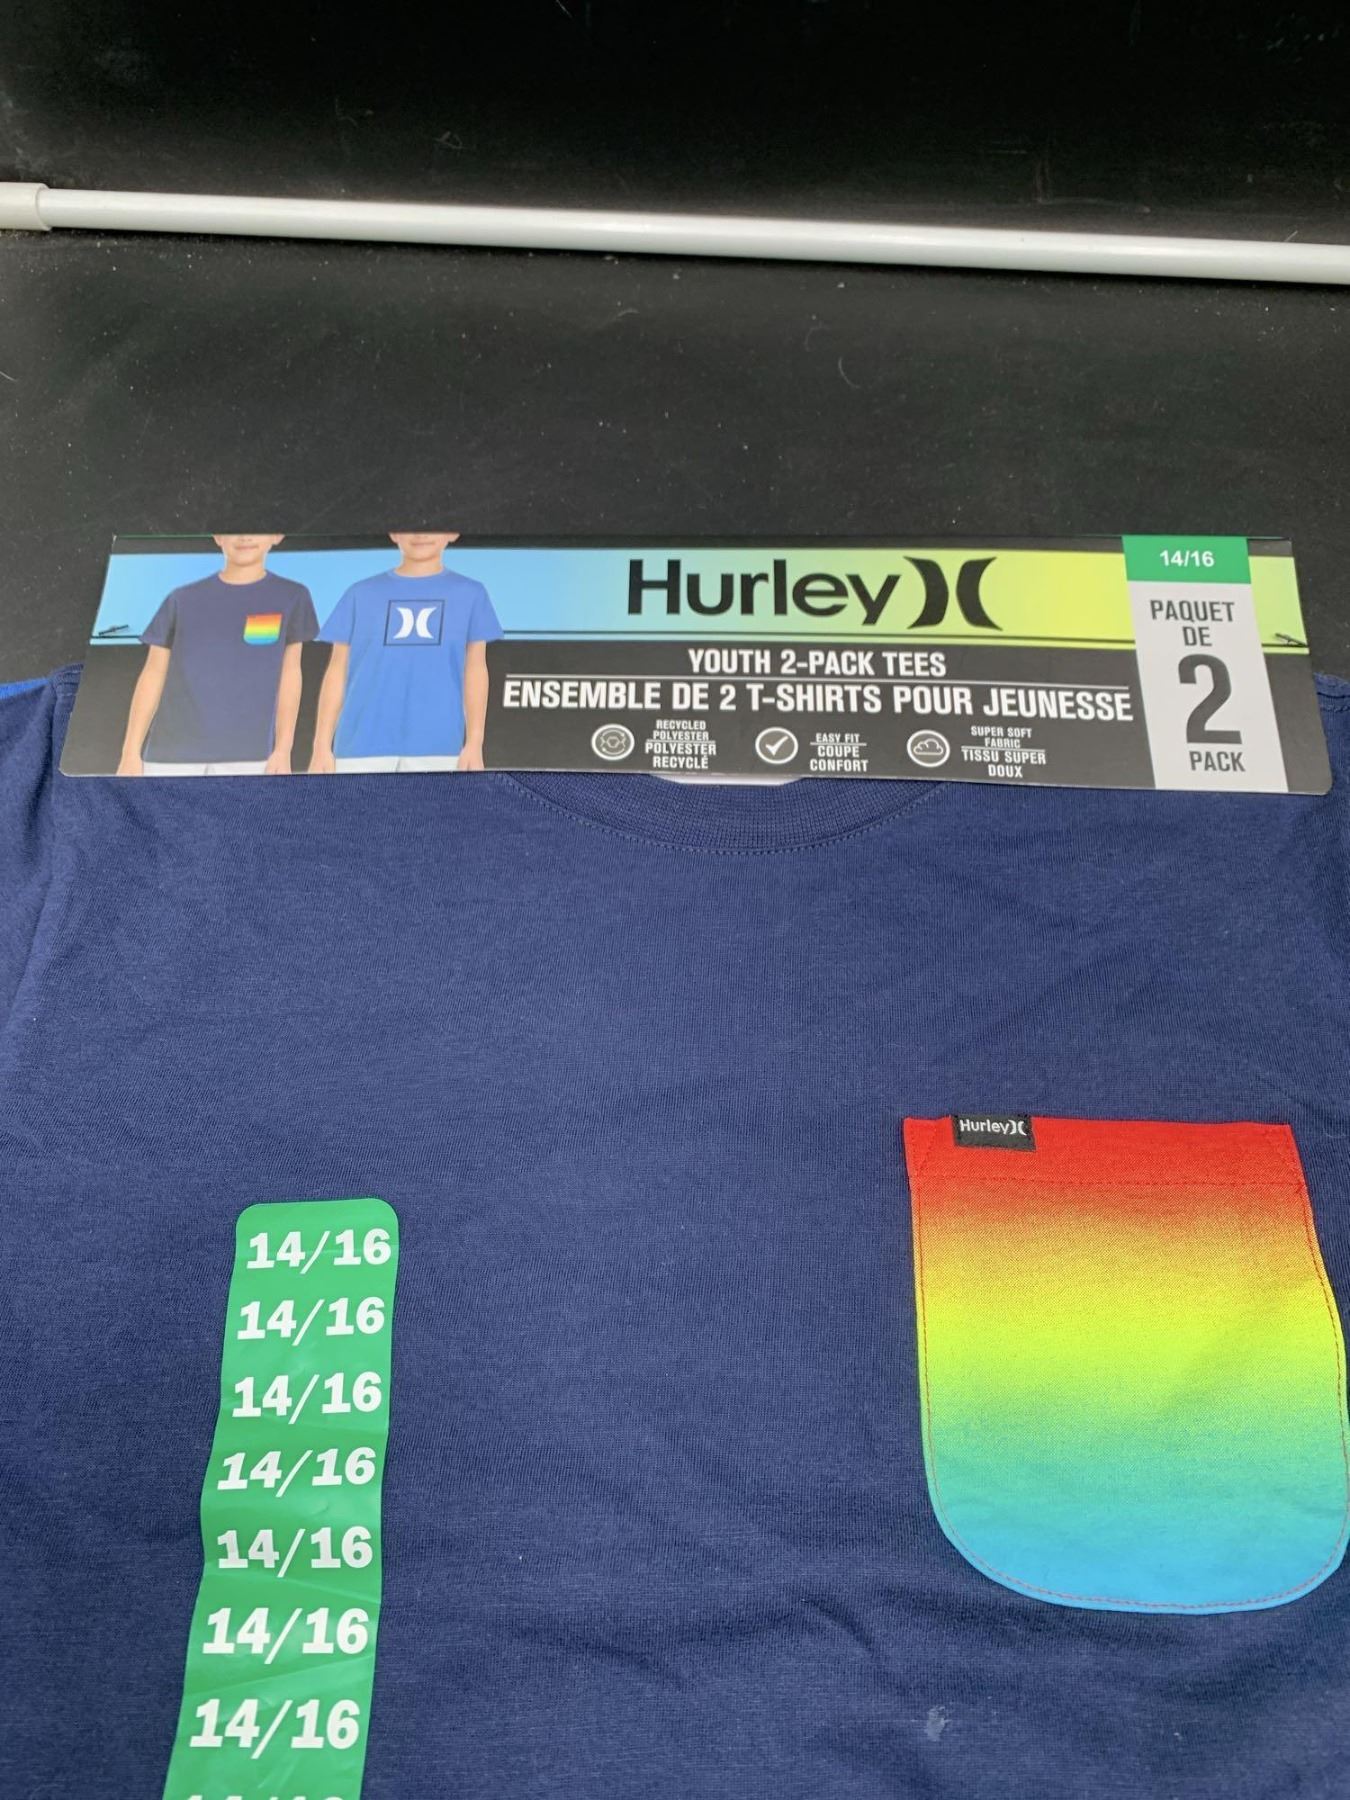 Hurley
14/16
YOUTH 2-PACK TEES
ENSEMBLE DE 2 T-SHIRTS POUR JEUNESSE
RECYCLED
POLYESTER
POLYESTER
RECYCLÉ
EASY FIT
COUPE
CONFORT
SUPER SOFT
FABRIC
TISSU SUPER
DOUX
PAQUET
DE
2
PACK
Hurley
14/16
14/16
14/16
14/16
14/16
14/16
14/16